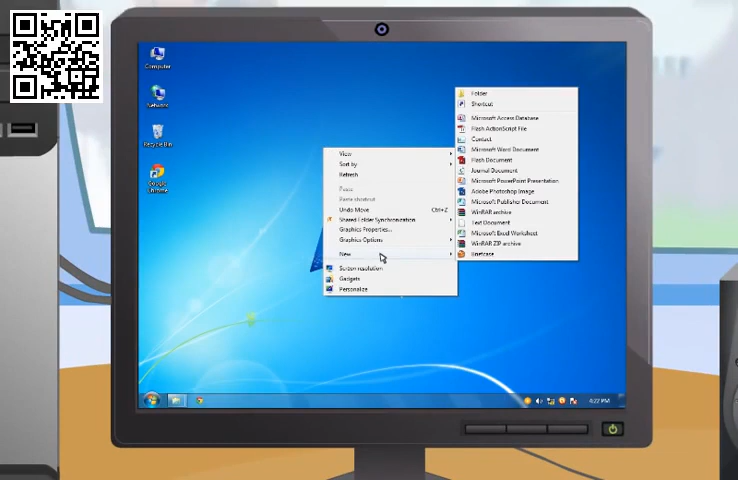 Computer
Network
Recycle Bin
Google
Chrome
View
Sort by
Refresh
Paste
Paste shortcut
Undo Move Ctrl+Z
Shared Folder Synchronization
Graphics Properties...
Graphics Options
New
Screen resolution
Gadgets
Personalize
Folder
Shortcut
Microsoft Access Database
Flash ActionScript File
Contact
Microsoft Word Document
Flash Document
Journal Document
Microsoft PowerPoint Presentation
Adobe Photoshop Image
Microsoft Publisher Document
WinRAR archive
Text Document
Microsoft Excel Worksheet
WinRAR ZIP archive
Briefcase
4:22 PM